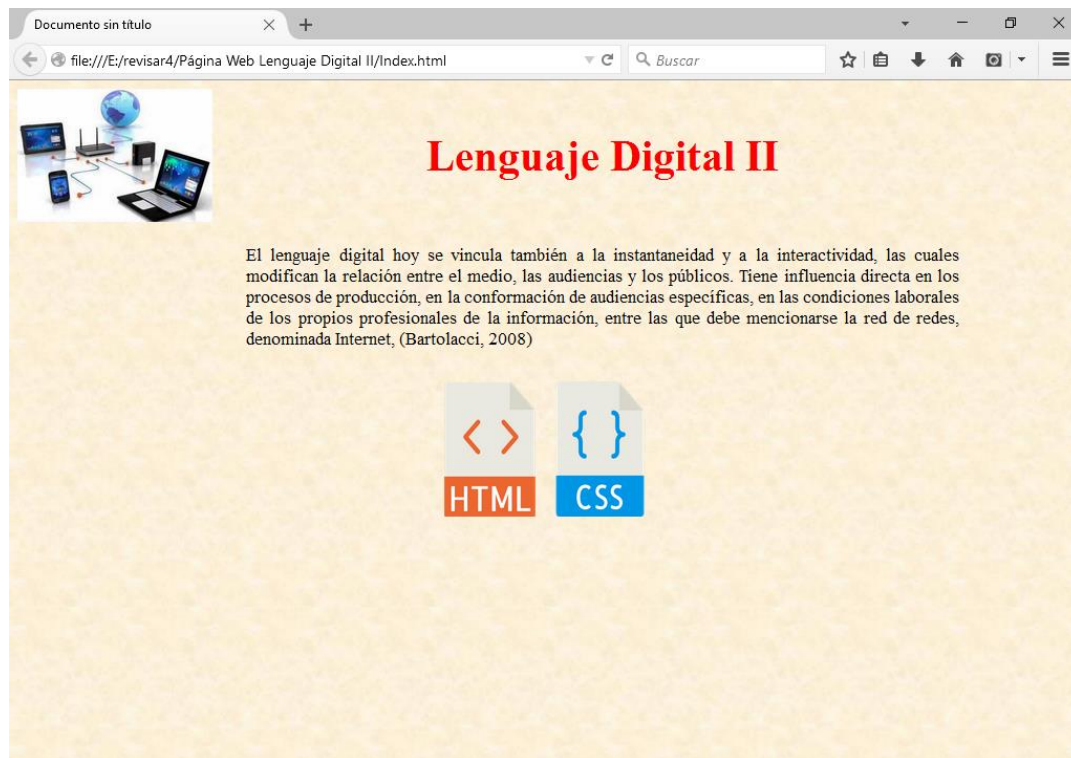 Documento sin título
file:///E:/revisar4/Página Web Lenguaje Digital II/Index.html
Buscar
Lenguaje Digital II
El lenguaje digital hoy se vincula también a la instantaneidad y a la interactividad, las cuales
modifican la relación entre el medio, las audiencias y los públicos. Tiene influencia directa en los
procesos de producción, en la conformación de audiencias específicas, en las condiciones laborales
de los propios profesionales de la información, entre las que debe mencionarse la red de redes,
denominada Internet, (Bartolacci, 2008)
HTML CSS